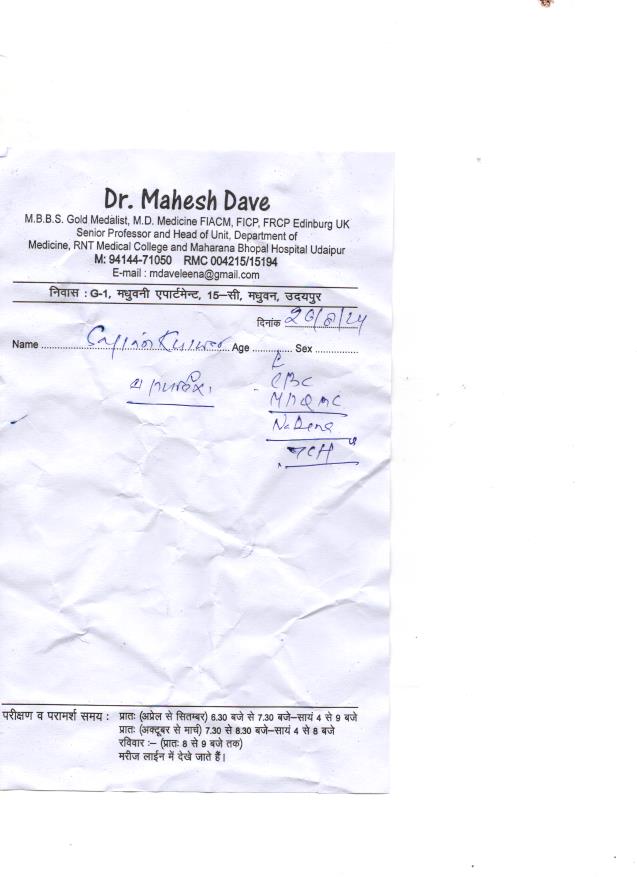 Dr. Mahesh Dave
M.B.B.S. Gold Medalist, M.D. Medicine FIACM, FICP, FRCP Edinburg UK
Senior Professor and Head of Unit, Department of
Medicine, RNT Medical College and Maharana Bhopal Hospital Udaipur
M: 94144-71050 RMC 004215/15194
E-mail : mdaveleena@gmail.com
निवास : G-1, मधुवनी एपार्टमेन्ट, 15–सी, मधुवन, उदयपुर
दिनांक
Name Age Sex
CBC
परीक्षण व परामर्श समय : प्रातः (अप्रेल से सितम्बर) 6.30 बजे से 7.30 बजे–सायं 4 से 9 बजे
प्रातः (अक्टूबर से मार्च) 7.30 से 8.30 बजे–सायं 4 से 8 बजे
रविवार :– (प्रातः 8 से 9 बजे तक)
मरीज लाईन में देखे जाते हैं।